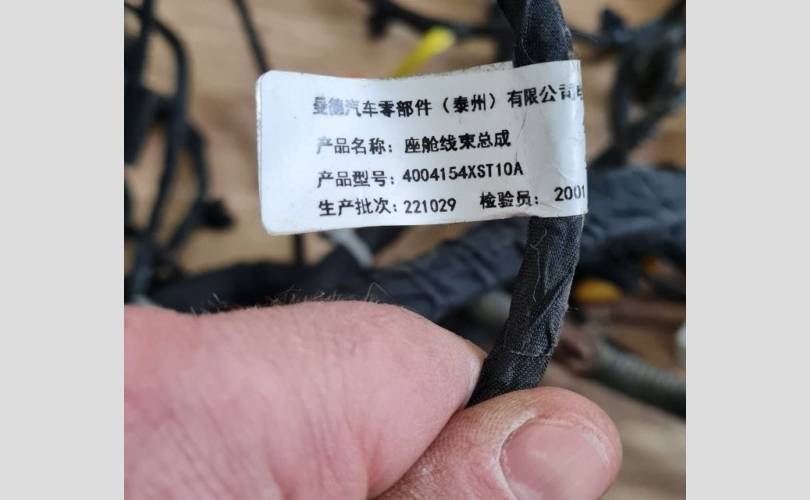 曼德汽车零部件（泰州）有限公司
产品名称：座舱线束总成
产品型号：4004154XST10A
生产批次：221029 检验员：2001